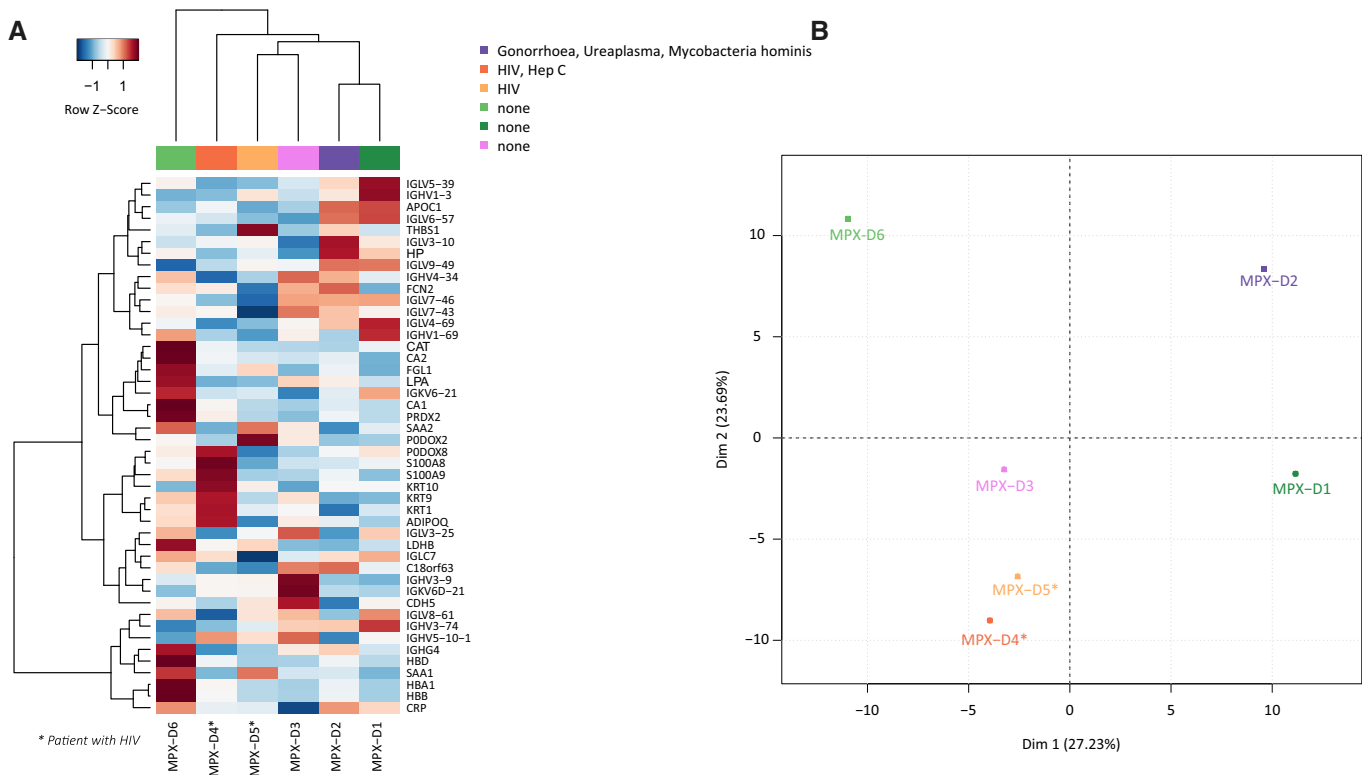 A
−1 1
Row Z−Score
Gonorrhoea, Ureaplasma, Mycobacteria hominis
HIV, Hep C
HIV
none
none
none
IGLV5−39
IGHV1−3
APOC1
IGLV6−57
THBS1
IGLV3−10
HP
IGLV9−49
IGHV4−34
FCN2
IGLV7−46
IGLV7−43
IGLV4−69
IGHV1−69
CAT
CA2
FGL1
LPA
IGKV6−21
CA1
PRDX2
SAA2
P0DOX2
P0DOX8
S100A8
S100A9
KRT10
KRT9
KRT1
ADIPOQ
IGLV3−25
LDHB
IGLC7
C18orf63
IGHV3−9
IGKV6D−21
CDH5
IGLV8−61
IGHV3−74
IGHV5−10−1
IGHG4
HBD
SAA1
HBA1
HBB
CRP
MPX−D6
MPX−D4*
MPX−D5*
MPX−D3
MPX−D2
MPX−D1
* Patient with HIV
B
Dim 2 (23.69%)
10
5
0
−5
−10
MPX−D6
MPX−D2
MPX−D3
MPX−D1
MPX−D5*
MPX−D4*
−10 −5 0 5 10
Dim 1 (27.23%)